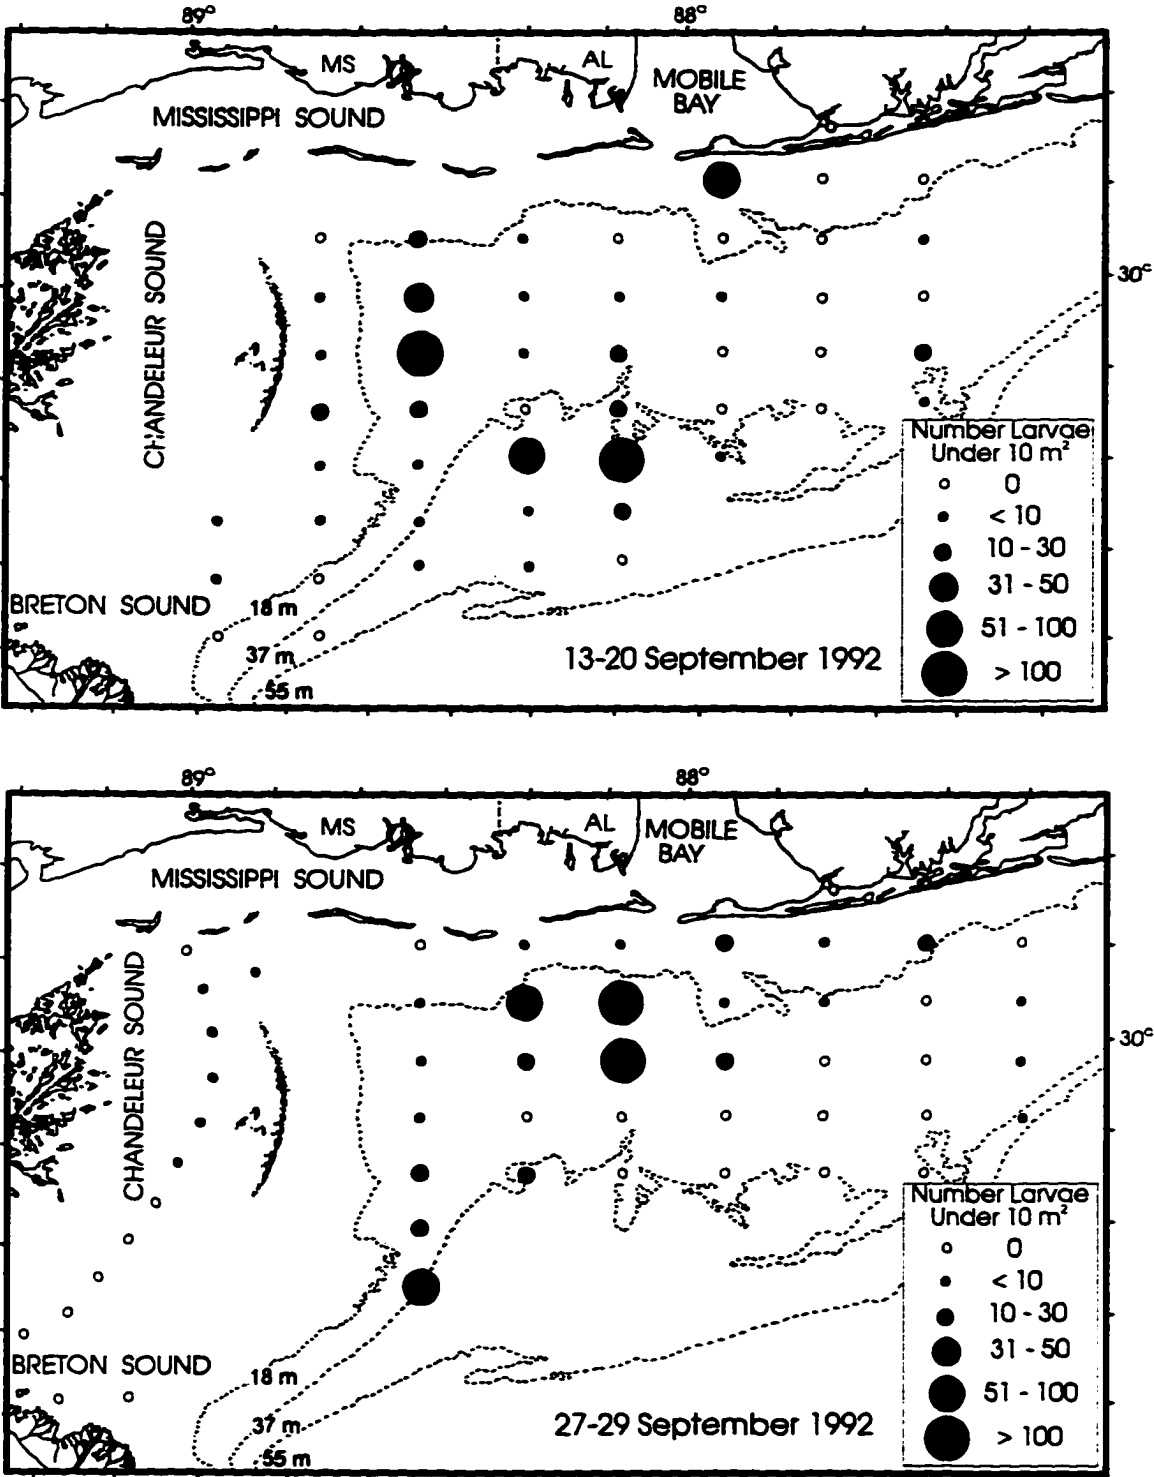 89° 88°
MS AL MOBILE
BAY
MISSISSIPPI SOUND
CHANDELEUR SOUND
30°
Number Larvae
Under 10 m²
0
< 10
10 - 30
31 - 50
51 - 100
> 100
BRETON SOUND
18 m
37 m
55 m
13-20 September 1992
89° 88°
MS AL MOBILE
BAY
MISSISSIPPI SOUND
CHANDELEUR SOUND
30°
Number Larvae
Under 10 m²
0
< 10
10 - 30
31 - 50
51 - 100
> 100
BRETON SOUND
18 m
37 m
55 m
27-29 September 1992